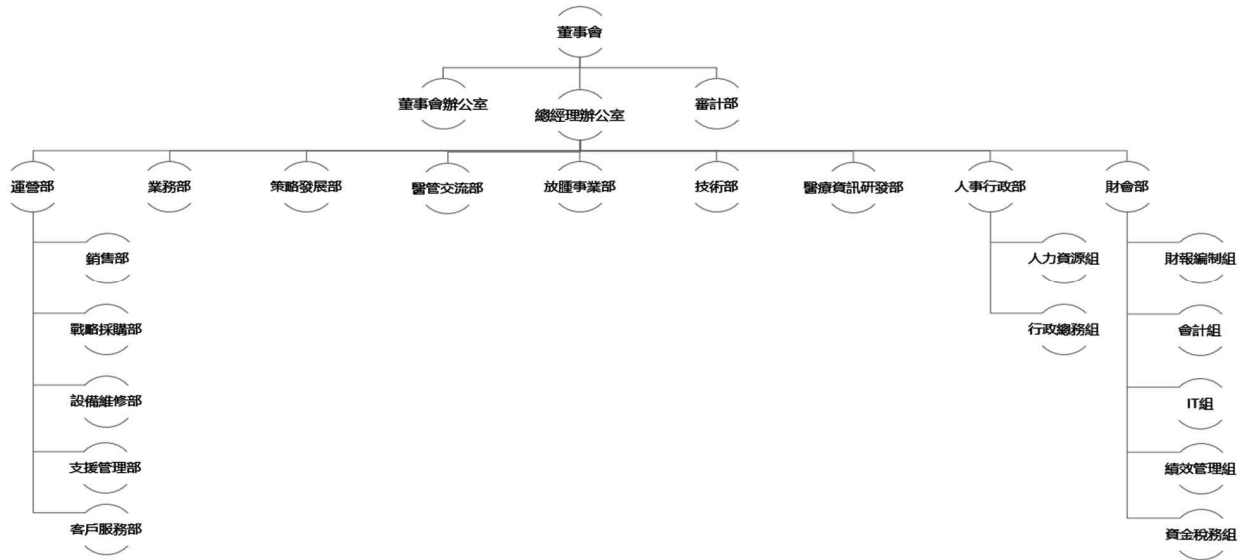 董事會
董事會辦公室
總經理辦公室
審計部
運營部
業務部
策略發展部
醫管交流部
放腫事業部
技術部
醫療資訊研發部
人事行政部
財會部
銷售部
戰略採購部
設備維修部
支援管理部
客戶服務部
人力資源組
行政總務組
財報編制組
會計組
IT組
績效管理組
資金稅務組